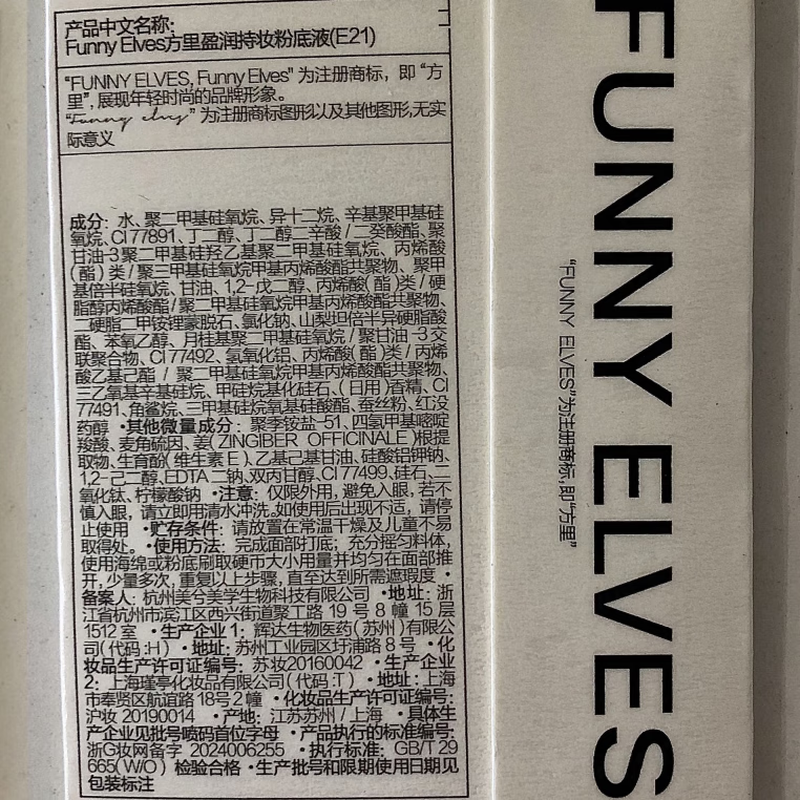 产品中文名称：
Funny Elves方里盈润持妆粉底液(E21)
“FUNNY ELVES, Funny Elves” 为注册商标，即 “方
里”，展现年轻时尚的品牌形象。
“Funny elves” 为注册商标图形以及其他图形,无实
际意义
成分：水、聚二甲基硅氧烷、异十二烷、辛基聚甲基硅
氧烷、CI 77891、丁二醇、丁二醇二辛酸/二癸酸酯、聚
甘油-3 聚二甲基硅氧乙基聚二甲基硅氧烷、丙烯酸
(酯)类/聚三甲基硅氧烷甲基丙烯酸酯共聚物、聚甲
基倍半硅氧烷、甘油、1,2-戊二醇、丙烯酸(酯)类/硬
脂醇丙烯酸酯/聚二甲基硅氧烷甲基丙烯酸酯共聚物、
二硬脂二甲铵锂蒙脱石、氯化钠、山梨坦倍半异硬脂酸
酯、苯氧乙醇、月桂基聚二甲基硅氧烷/聚甘油-3交
联聚合物、CI 77492、氢氧化铝、丙烯酸(酯)类/丙烯
酸乙基己酯/聚二甲基硅氧烷甲基丙烯酸酯共聚物、
三乙氧基辛基硅烷、甲硅烷基化硅石、(日用)香精、CI
77491、角鲨烷、三甲基硅烷氧基硅酸酯、蚕丝粉、红没
药醇 •其他微量成分：聚季铵盐-51、四氢甲基嘧啶
羧酸、麦角硫因、姜(ZINGIBER OFFICINALE)根提
取物、生育酚(维生素E)、乙基己基甘油、硅酸铝钾钠、
1,2-己二醇、EDTA二钠、双丙甘醇、CI 77499、硅石、二
氧化钛、柠檬酸钠 •注意：仅限外用，避免入眼，若不
慎入眼，请立即用清水冲洗。如使用后出现不适，请停
止使用 •贮存条件：请放置在常温干燥及儿童不易
取得处。•使用方法：完成面部打底；充分摇匀料体，
使用海绵或粉底刷取硬币大小用量并均匀在面部推
开，少量多次，重复以上步骤，直至达到所需遮瑕度 •
备案人：杭州美兮美学生物科技有限公司 •地址：浙
江省杭州市滨江区西兴街道聚工路 19 号 8 幢 15 层
1512 室 •生产企业1：辉达生物医药(苏州)有限公
司(代码:H) •地址：苏州工业园区圩浦路8号 •化
妆品生产许可证编号：苏妆20160042 •生产企业
2：上海瑾亭化妆品有限公司(代码:T) •地址：上海
市奉贤区航谊路18号2幢 •化妆品生产许可证编号：
沪妆 20190014 •产地：江苏苏州/上海 •具体生
产企业见批号喷码首位字母 •产品执行的标准编号：
浙G妆网备字 2024006255 •执行标准：GB/T 29
665(W/O) 检验合格 •生产批号和限期使用日期见
包装标注
FUNNY ELVES
“FUNNY ELVES”为注册商标，即“方里”